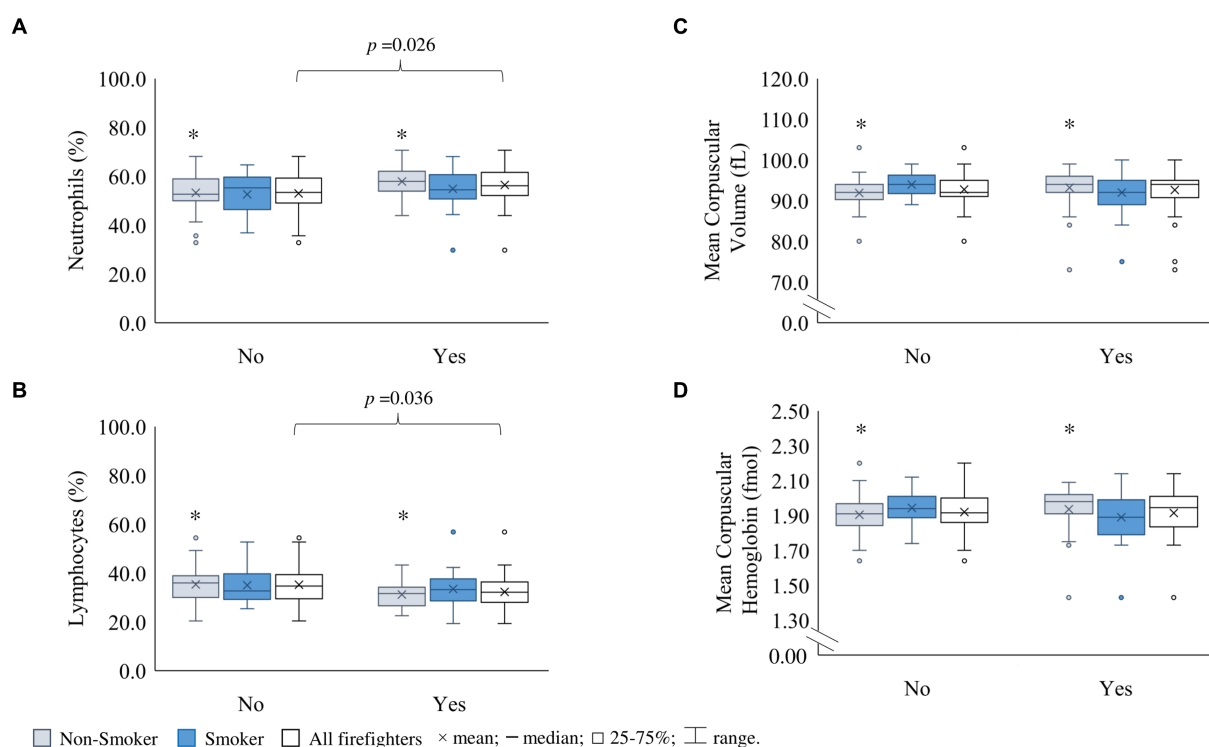 A
p =0.026
100.0
80.0
60.0
40.0
20.0
0.0
Neutrophils (%)
*
*
No
Yes
B
p =0.036
100.0
80.0
60.0
40.0
20.0
0.0
Lymphocytes (%)
*
*
No
Yes
C
120.0
110.0
100.0
90.0
80.0
70.0
0.0
Mean Corpuscular
Volume (fL)
*
*
No
Yes
D
2.50
2.30
2.10
1.90
1.70
1.50
1.30
0.00
Mean Corpuscular
Hemoglobin (fmol)
*
*
No
Yes
Non-Smoker Smoker All firefighters × mean; − median; □ 25-75%; range.